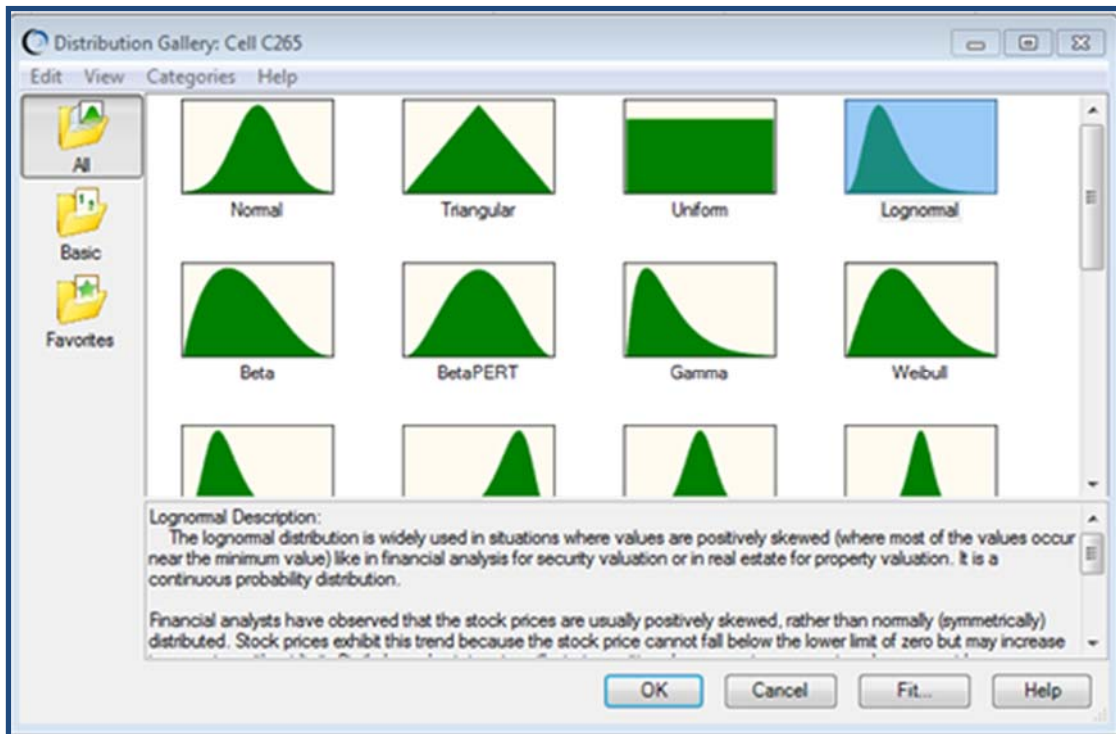 Distribution Gallery: Cell C265
Edit View Categories Help
All
Basic
Favorites
Normal Triangular Uniform Lognormal
Beta BetaPERT Gamma Weibull
Lognormal Description:
The lognormal distribution is widely used in situations where values are positively skewed (where most of the values occur
near the minimum value) like in financial analysis for security valuation or in real estate for property valuation. It is a
continuous probability distribution.
Financial analysts have observed that the stock prices are usually positively skewed, rather than normally (symmetrically)
distributed. Stock prices exhibit this trend because the stock price cannot fall below the lower limit of zero but may increase
OK Cancel Fit... Help